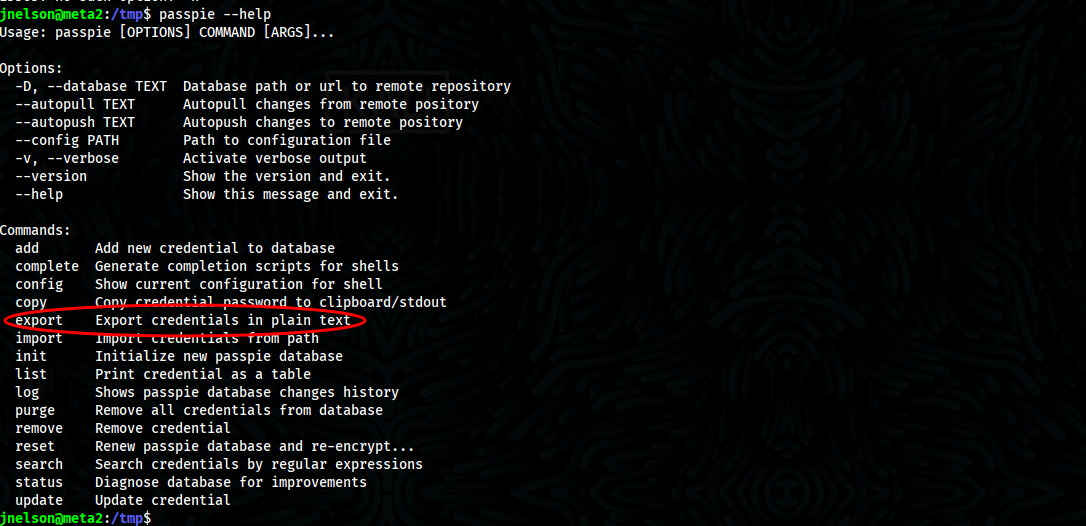 jnelson@meta2:/tmp$ passpie --help
Usage: passpie [OPTIONS] COMMAND [ARGS]...
Options:
-D, --database TEXT  Database path or url to remote repository
--autopull TEXT      Autopull changes from remote pository
--autopush TEXT      Autopush changes to remote pository
--config PATH        Path to configuration file
-v, --verbose        Activate verbose output
--version            Show the version and exit.
--help               Show this message and exit.
Commands:
add       Add new credential to database
complete  Generate completion scripts for shells
config    Show current configuration for shell
copy      Copy credential password to clipboard/stdout
export    Export credentials in plain text
import    Import credentials from path
init      Initialize new passpie database
list      Print credential as a table
log       Shows passpie database changes history
purge     Remove all credentials from database
remove    Remove credential
reset     Renew passpie database and re-encrypt...
search    Search credentials by regular expressions
status    Diagnose database for improvements
update    Update credential
jnelson@meta2:/tmp$